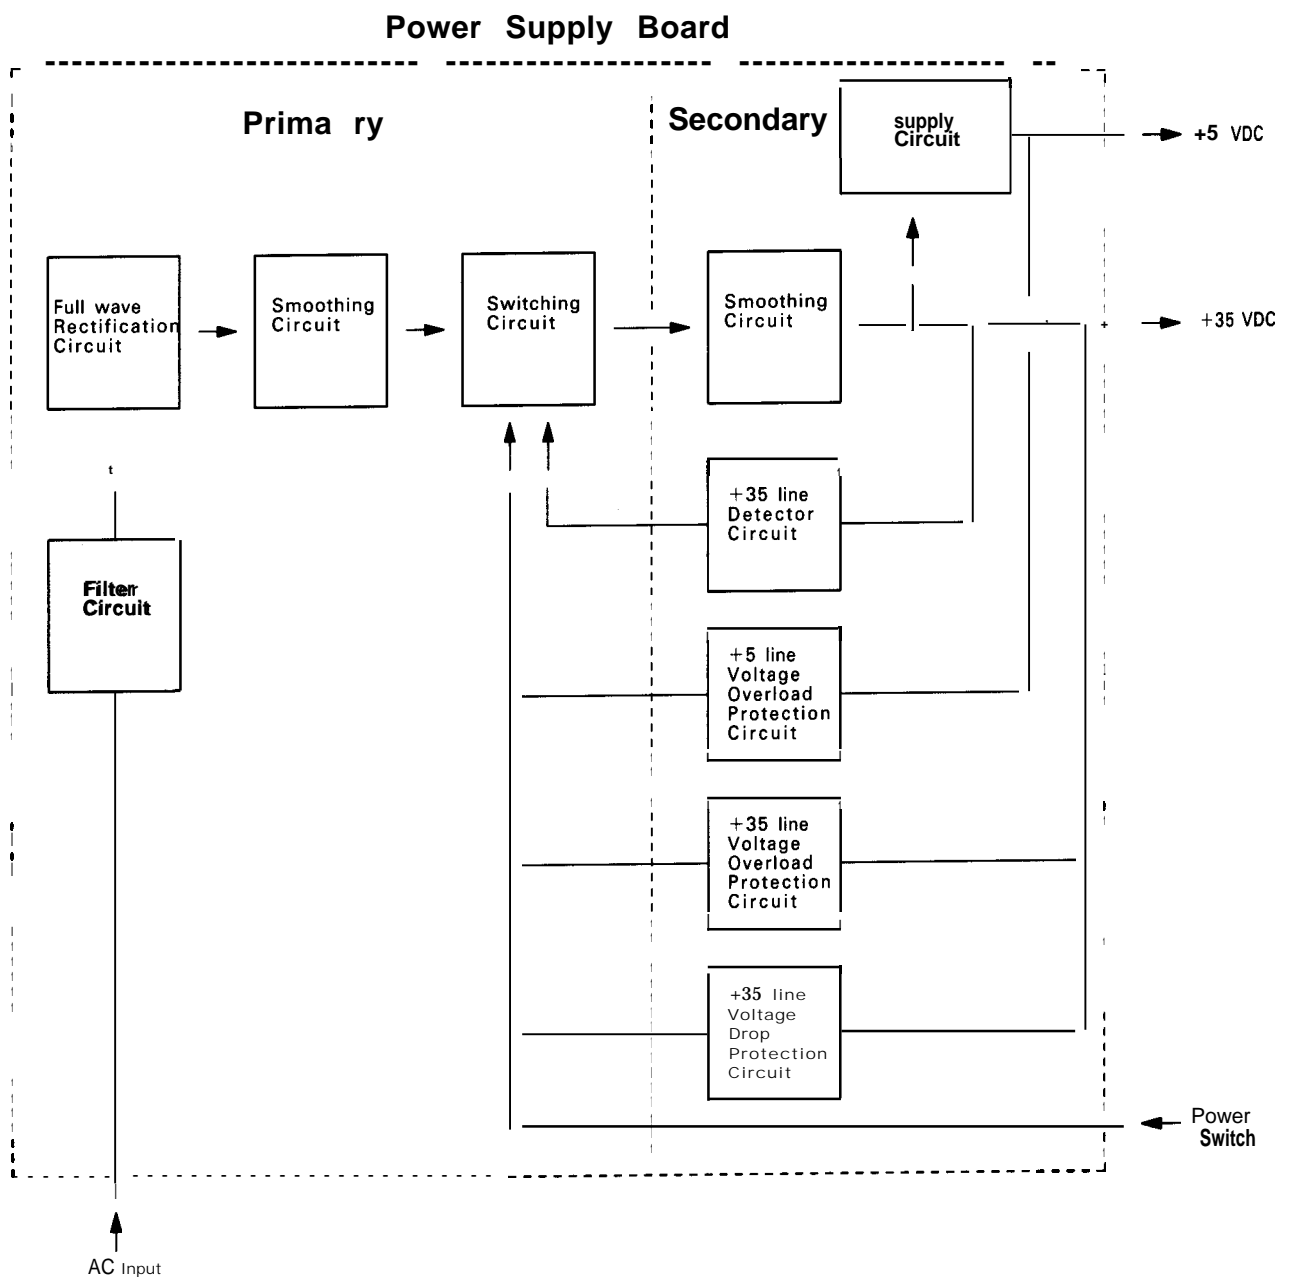 Power Supply Board
Prima ry
Secondary
supply
Circuit
+5 VDC
Full wave
Rectification
Circuit
Smoothing
Circuit
Switching
Circuit
Smoothing
Circuit
+
+35 VDC
t
+35 line
Detector
Circuit
Filterr
Circuit
+5 line
Voltage
Overload
Protection
Circuit
+35 line
Voltage
Overload
Protection
Circuit
+35 line
Voltage
Drop
Protection
Circuit
Power
Switch
AC Input